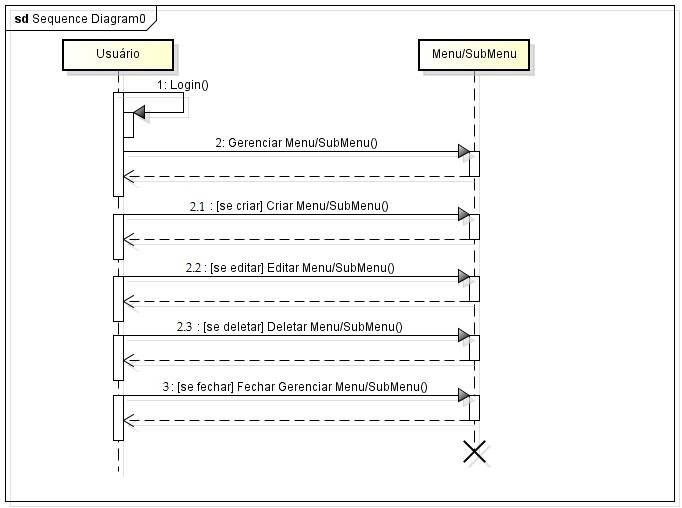 sd Sequence Diagram0
Usuário
Menu/SubMenu
1: Login()
2: Gerenciar Menu/SubMenu()
2.1 : [se criar] Criar Menu/SubMenu()
2.2 : [se editar] Editar Menu/SubMenu()
2.3 : [se deletar] Deletar Menu/SubMenu()
3: [se fechar] Fechar Gerenciar Menu/SubMenu()